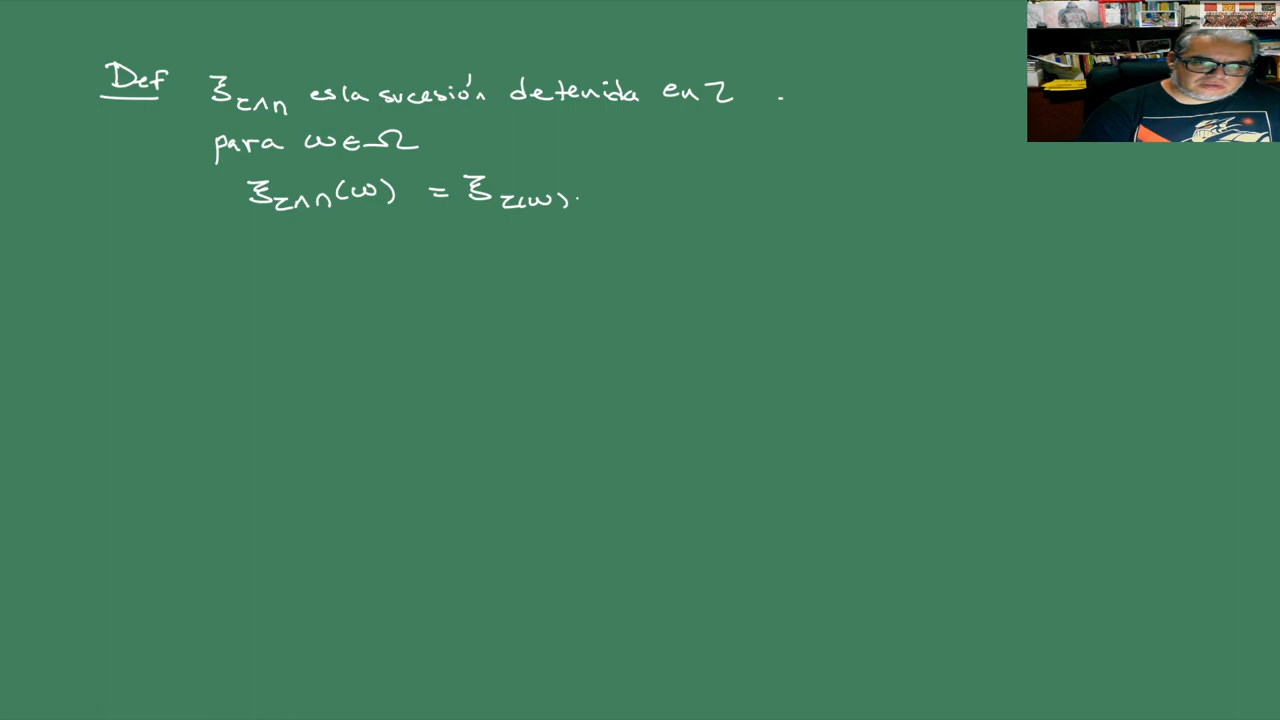 Def ξ_{τ∧n} es la sucesión detenida en τ .
para ω ∈ Ω
ξ_{τ∧n}(ω) = ξ_{τ(ω)}.